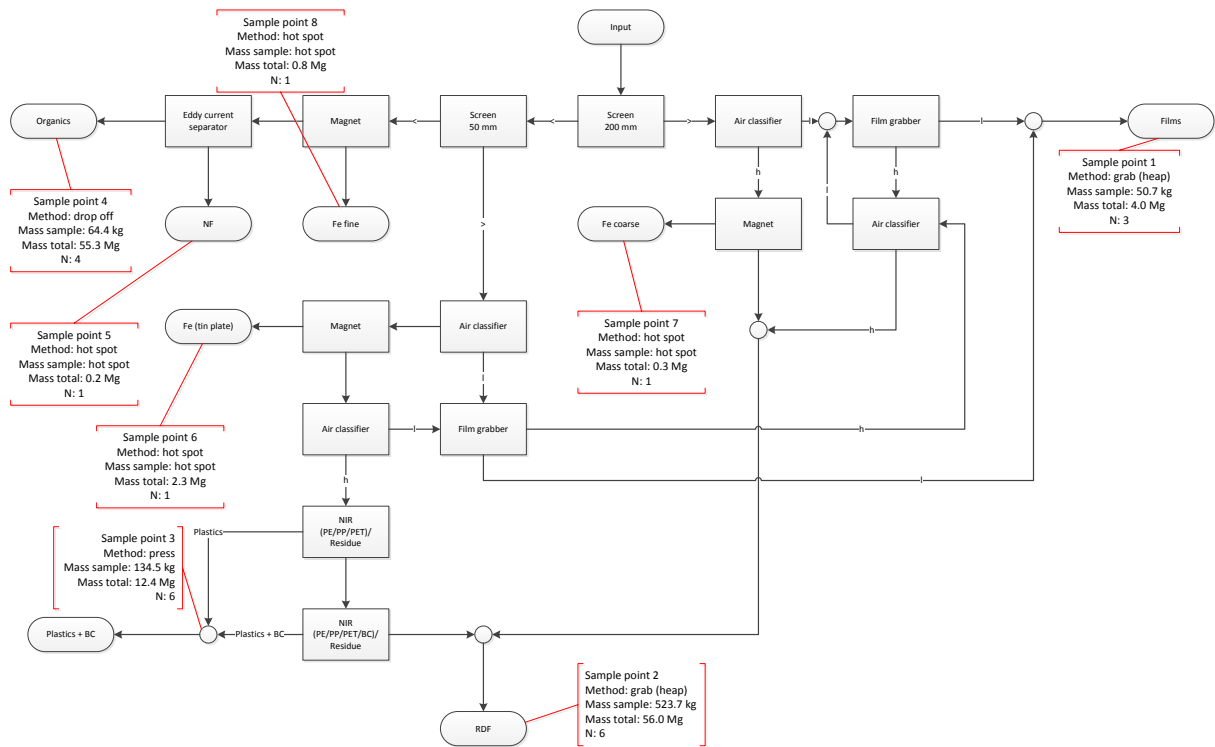 Sample point 8
Method: hot spot
Mass sample: hot spot
Mass total: 0.8 Mg
N: 1
Input
Organics
Eddy current
separator
Magnet
<
Screen
50 mm
<
Screen
200 mm
>
Air classifier
l
Film grabber
l
Films
Sample point 1
Method: grab (heap)
Mass sample: 50.7 kg
Mass total: 4.0 Mg
N: 3
h
h
l
Sample point 4
Method: drop off
Mass sample: 64.4 kg
Mass total: 55.3 Mg
N: 4
NF
Fe fine
>
Fe coarse
Magnet
Air classifier
Sample point 5
Method: hot spot
Mass sample: hot spot
Mass total: 0.2 Mg
N: 1
Fe (tin plate)
Magnet
Air classifier
Sample point 7
Method: hot spot
Mass sample: hot spot
Mass total: 0.3 Mg
N: 1
h
l
Sample point 6
Method: hot spot
Mass sample: hot spot
Mass total: 2.3 Mg
N: 1
Air classifier
l
Film grabber
h
h
l
Sample point 3
Method: press
Mass sample: 134.5 kg
Mass total: 12.4 Mg
N: 6
Plastics
NIR
(PE/PP/PET)/
Residue
Plastics + BC
Plastics + BC
NIR
(PE/PP/PET/BC)/
Residue
Sample point 2
Method: grab (heap)
Mass sample: 523.7 kg
Mass total: 56.0 Mg
N: 6
RDF